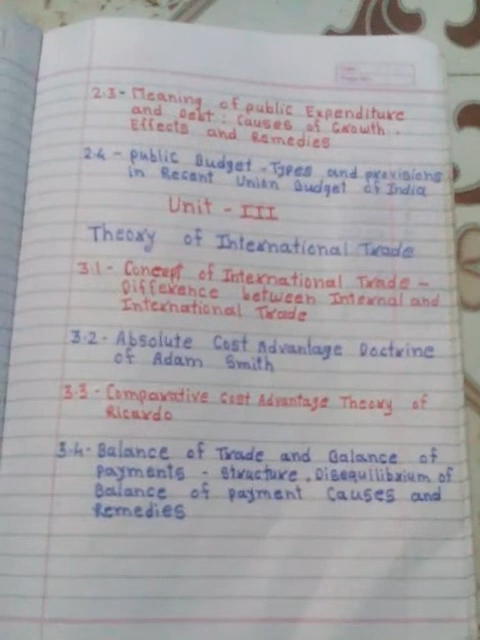 2.3- Meaning of public Expenditure
and Debt: Causes of Growth.
Effects and Remedies
2.4 - public Budget - Types and provisions
in Recent Union Budget of India
Unit - III
Theory of International Trade
3.1 - Concept of International Trade -
Difference between Internal and
International Trade
3.2 - Absolute Cost Advantage Doctrine
of Adam Smith
3.3 - Comparative Cost Advantage Theory of
Ricardo
3.4 - Balance of Trade and Balance of
payments - Structure, Disequilibrium of
Balance of payment Causes and
Remedies